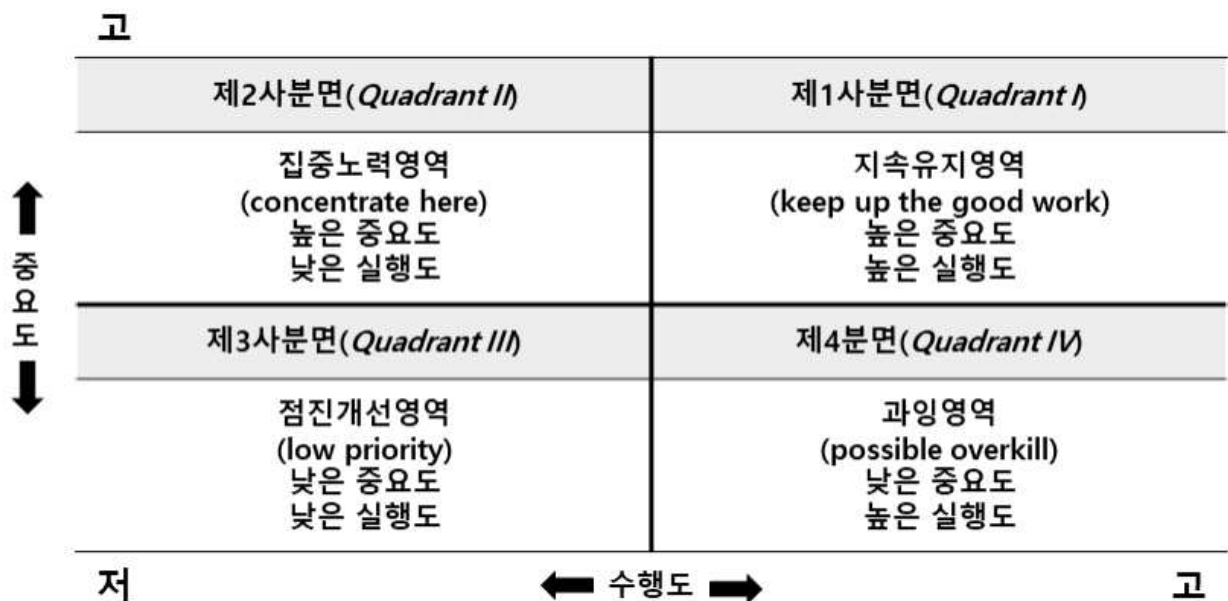 고
제2사분면(Quadrant II)
제1사분면(Quadrant I)
집중노력영역
(concentrate here)
높은 중요도
낮은 실행도
지속유지영역
(keep up the good work)
높은 중요도
높은 실행도
중요도
제3사분면(Quadrant III)
제4분면(Quadrant IV)
점진개선영역
(low priority)
낮은 중요도
낮은 실행도
과잉영역
(possible overkill)
낮은 중요도
높은 실행도
저
수행도
고